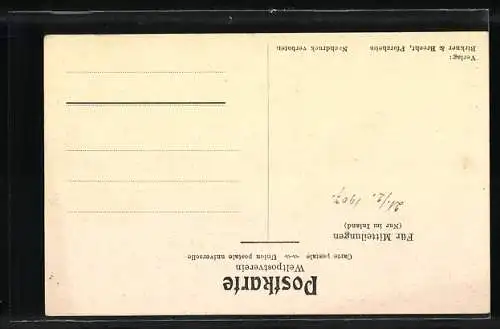 Postkarte
Weltpostverein
Carte postale Union postale universelle
Für Mitteilungen
(Nur im Inland)
21./2. 1907.
Verlag:
Birkner & Brecht, Pforzheim
Nachdruck verboten